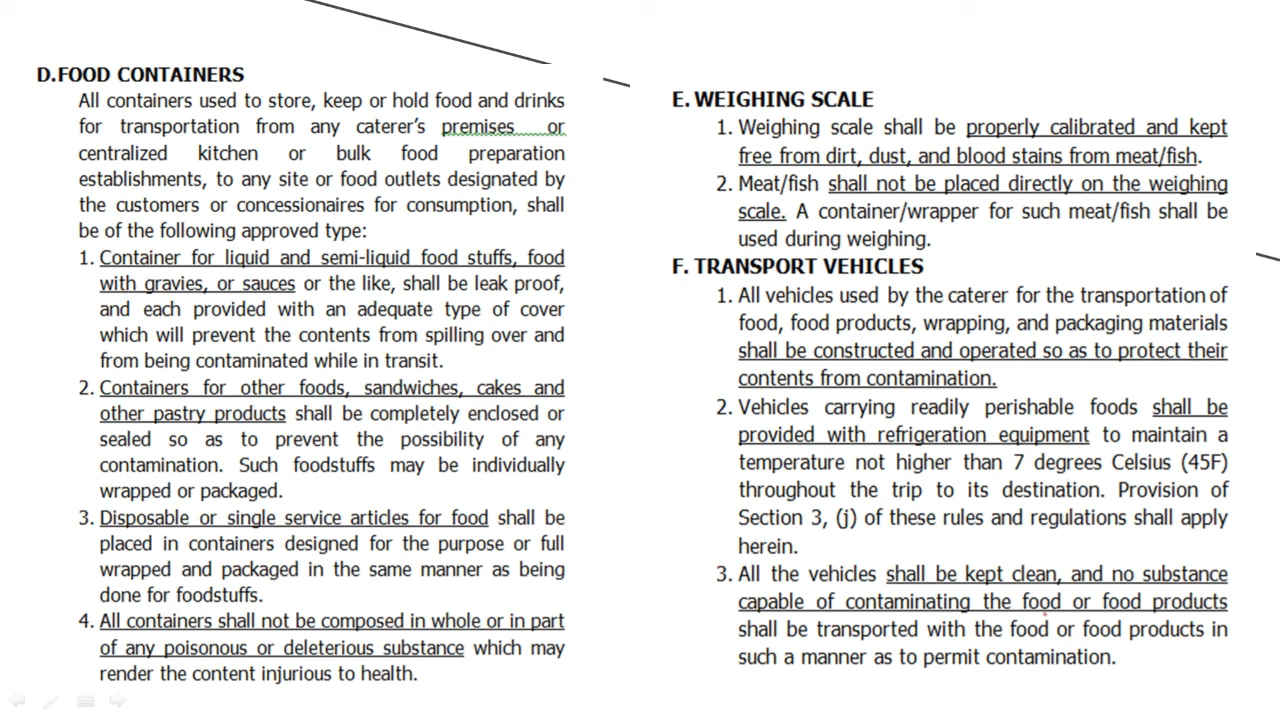 D.FOOD CONTAINERS
All containers used to store, keep or hold food and drinks
for transportation from any caterer's premises or
centralized kitchen or bulk food preparation
establishments, to any site or food outlets designated by
the customers or concessionaires for consumption, shall
be of the following approved type:
1. Container for liquid and semi-liquid food stuffs, food
with gravies, or sauces or the like, shall be leak proof,
and each provided with an adequate type of cover
which will prevent the contents from spilling over and
from being contaminated while in transit.
2. Containers for other foods, sandwiches, cakes and
other pastry products shall be completely enclosed or
sealed so as to prevent the possibility of any
contamination. Such foodstuffs may be individually
wrapped or packaged.
3. Disposable or single service articles for food shall be
placed in containers designed for the purpose or full
wrapped and packaged in the same manner as being
done for foodstuffs.
4. All containers shall not be composed in whole or in part
of any poisonous or deleterious substance which may
render the content injurious to health.
E. WEIGHING SCALE
1. Weighing scale shall be properly calibrated and kept
free from dirt, dust, and blood stains from meat/fish.
2. Meat/fish shall not be placed directly on the weighing
scale. A container/wrapper for such meat/fish shall be
used during weighing.
F. TRANSPORT VEHICLES
1. All vehicles used by the caterer for the transportation of
food, food products, wrapping, and packaging materials
shall be constructed and operated so as to protect their
contents from contamination.
2. Vehicles carrying readily perishable foods shall be
provided with refrigeration equipment to maintain a
temperature not higher than 7 degrees Celsius (45F)
throughout the trip to its destination. Provision of
Section 3, (j) of these rules and regulations shall apply
herein.
3. All the vehicles shall be kept clean, and no substance
capable of contaminating the food or food products
shall be transported with the food or food products in
such a manner as to permit contamination.